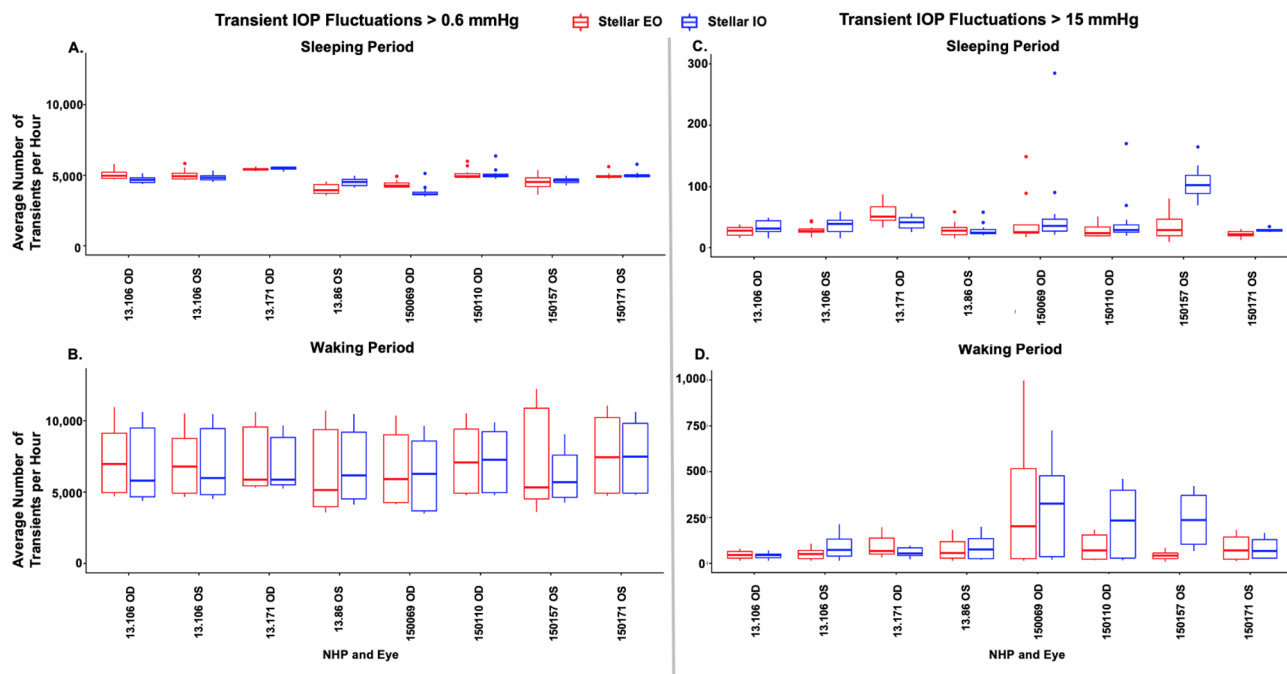 Transient IOP Fluctuations > 0.6 mmHg
Stellar EO
Stellar IO
Transient IOP Fluctuations > 15 mmHg
A.
Sleeping Period
Average Number of
Transients per Hour
10,000
5,000
0
13.106 OD
13.106 OS
13.171 OD
13.86 OS
150069 OD
150110 OD
150157 OS
150171 OS
B.
Waking Period
Average Number of
Transients per Hour
10,000
5,000
0
13.106 OD
13.106 OS
13.171 OD
13.86 OS
150069 OD
150110 OD
150157 OS
150171 OS
NHP and Eye
C.
Sleeping Period
300
200
100
0
13.106 OD
13.106 OS
13.171 OD
13.86 OS
150069 OD
150110 OD
150157 OS
150171 OS
D.
Waking Period
1,000
750
500
250
0
13.106 OD
13.106 OS
13.171 OD
13.86 OS
150069 OD
150110 OD
150157 OS
150171 OS
NHP and Eye